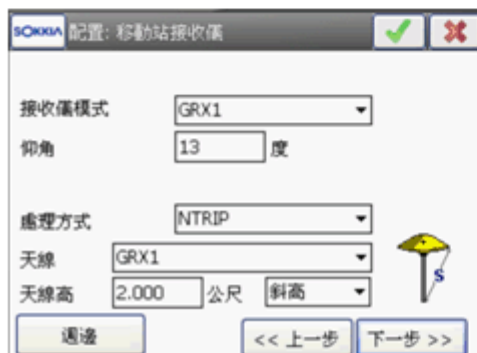 SOKKIA 配置: 移動站接收儀
接收儀模式 GRX1
仰角 13 度
處理方式 NTRIP
天線 GRX1
天線高 2.000 公尺 斜高
S
週邊 << 上一步 下一步 >>